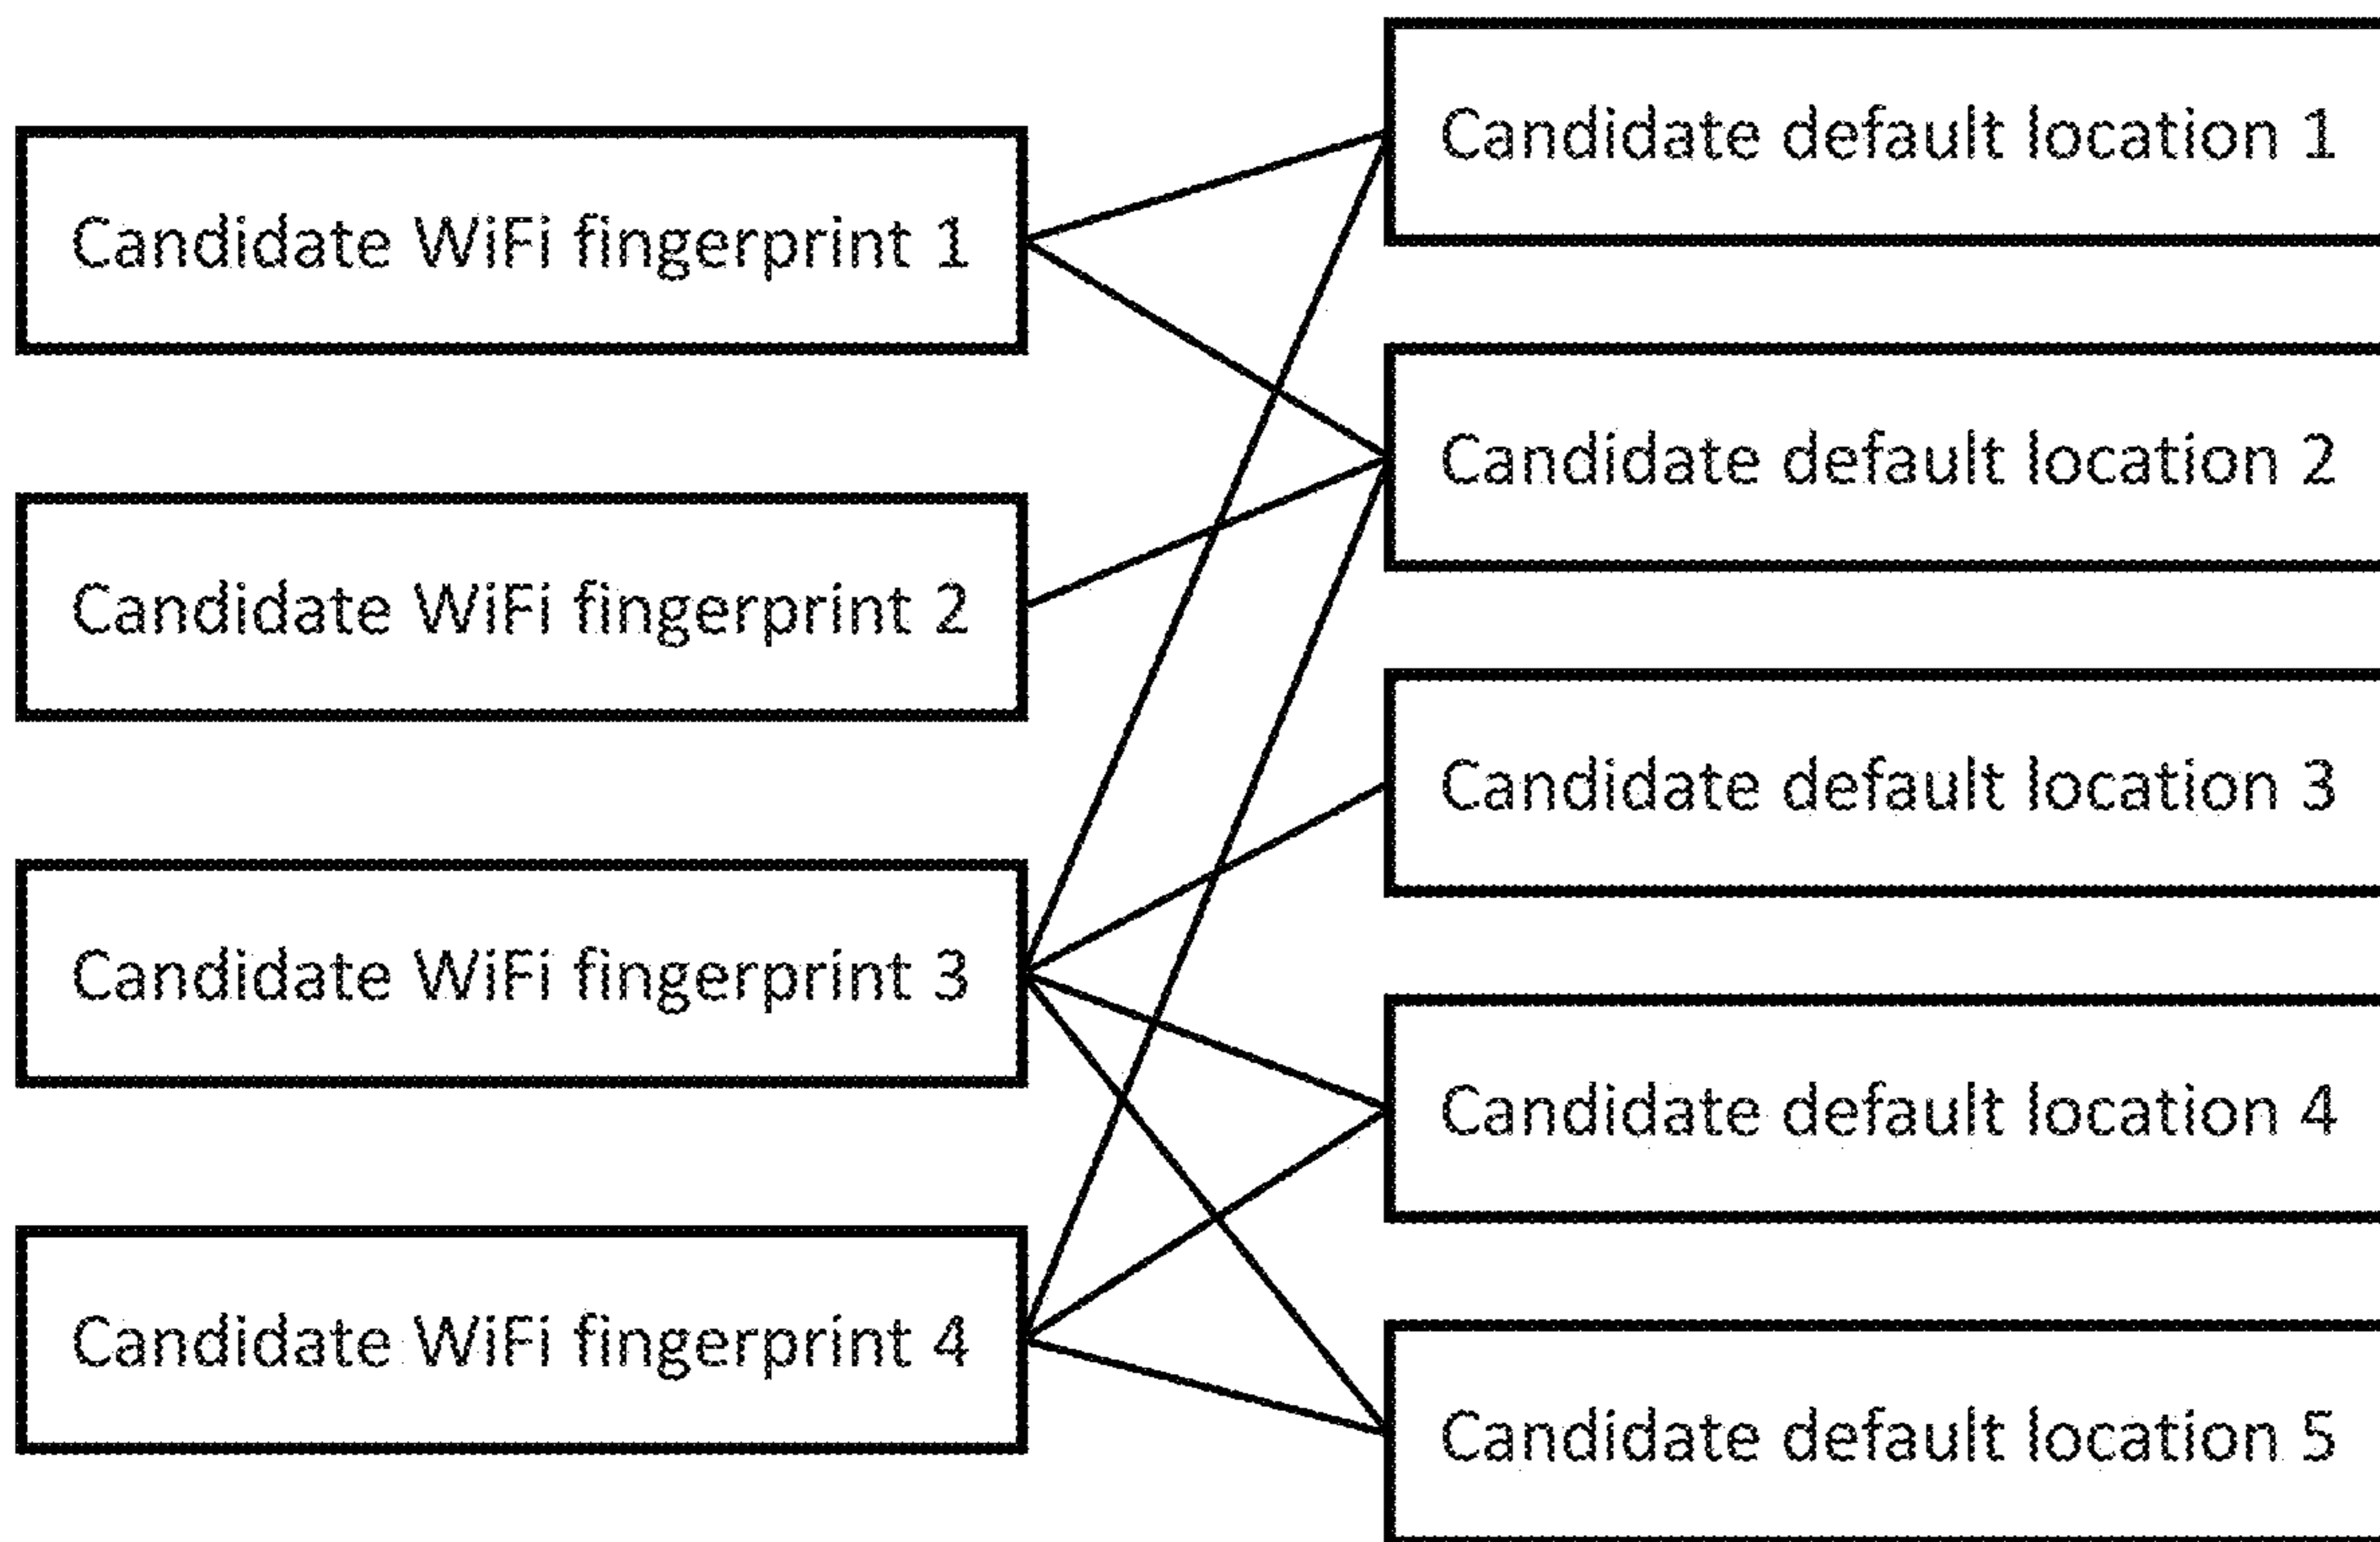 Candidate WiFi fingerprint 1
Candidate WiFi fingerprint 2
Candidate WiFi fingerprint 3
Candidate WiFi fingerprint 4
Candidate default location 1
Candidate default location 2
Candidate default location 3
Candidate default location 4
Candidate default location 5